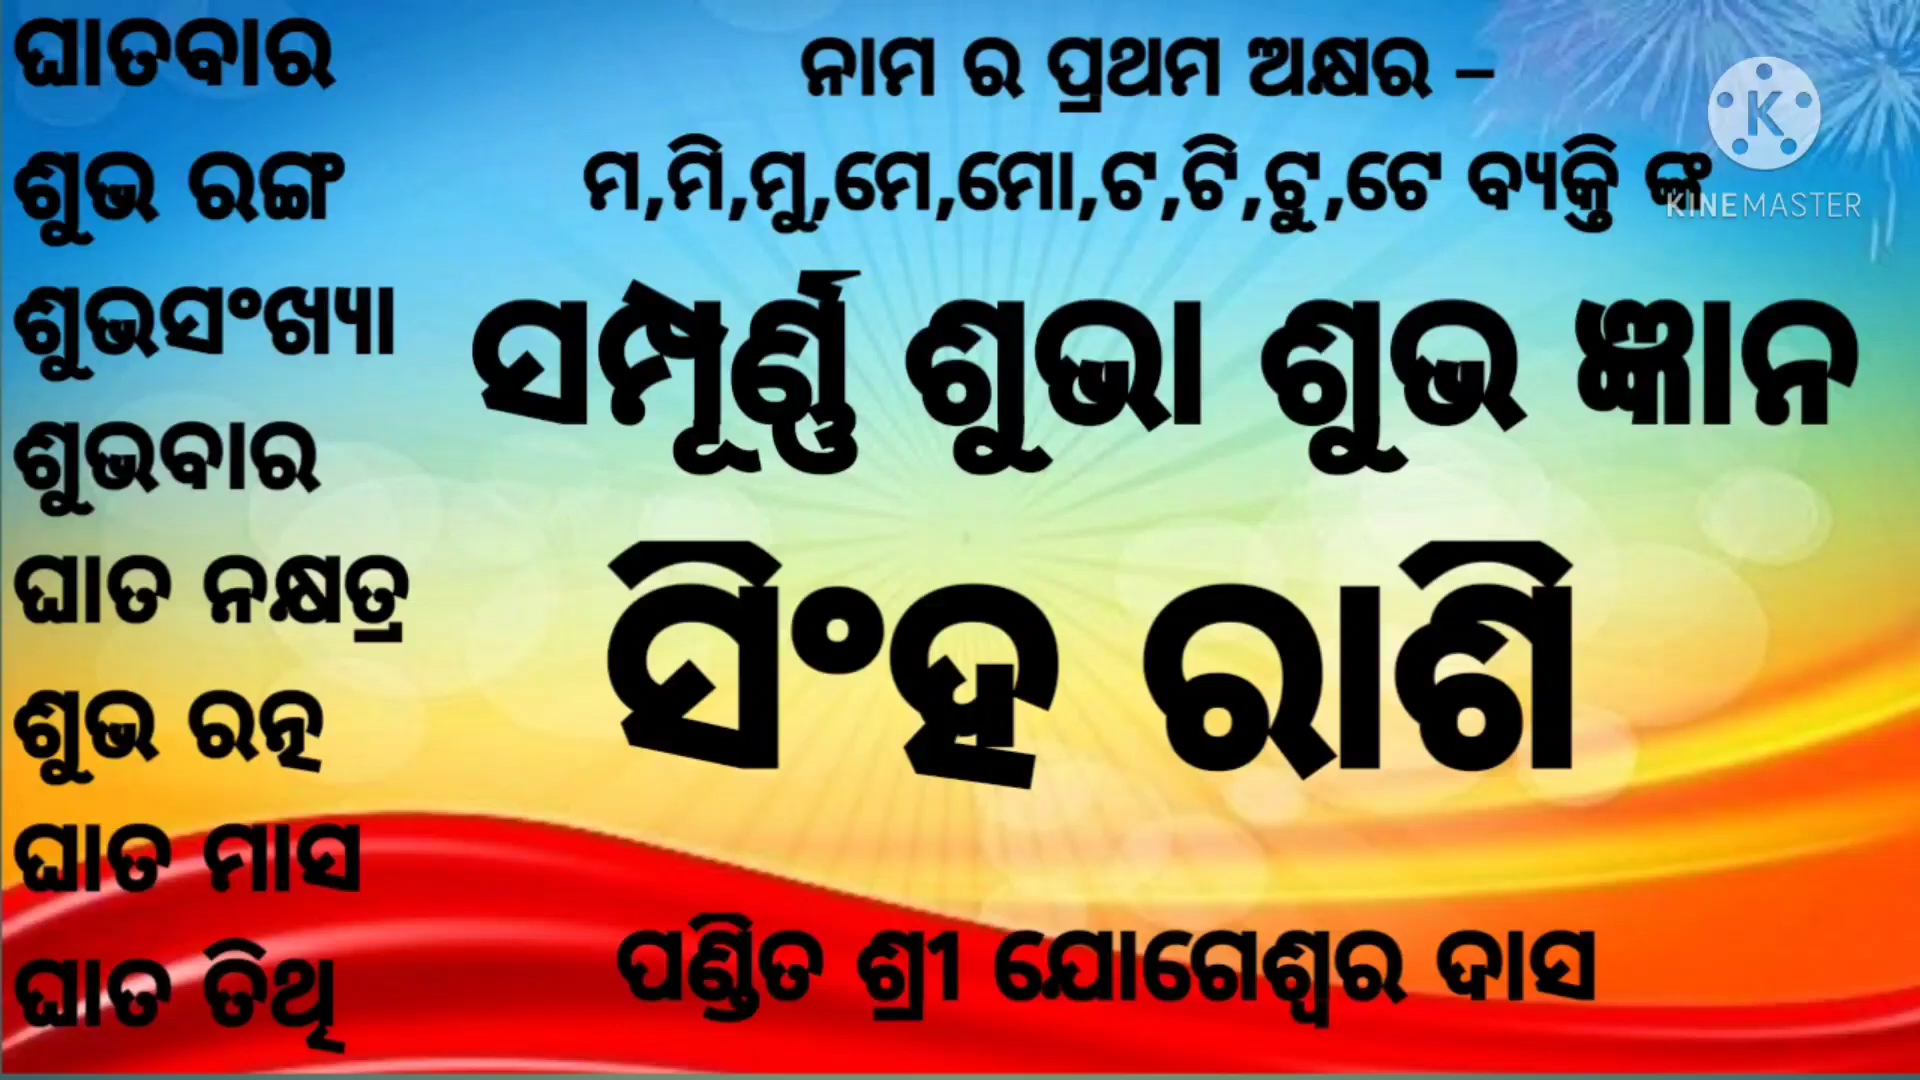 ଘାତବାର
ଶୁଭ ରଙ୍ଗ
ଶୁଭସଂଖ୍ୟା
ଶୁଭବାର
ଘାତ ନକ୍ଷତ୍ର
ଶୁଭ ରତ୍ନ
ଘାତ ମାସ
ଘାତ ତିଥି
ନାମ ର ପ୍ରଥମ ଅକ୍ଷର –
ମ,ମି,ମୁ,ମେ,ମୋ,ଟ,ଟି,ଟୁ,ଟେ ବ୍ୟକ୍ତି ଙ୍କ
ସମ୍ପୂର୍ଣ୍ଣ ଶୁଭା ଶୁଭ ଜ୍ଞାନ
ସିଂହ ରାଶି
ପଣ୍ଡିତ ଶ୍ରୀ ଯୋଗେଶ୍ୱର ଦାସ
K
KINEMASTER